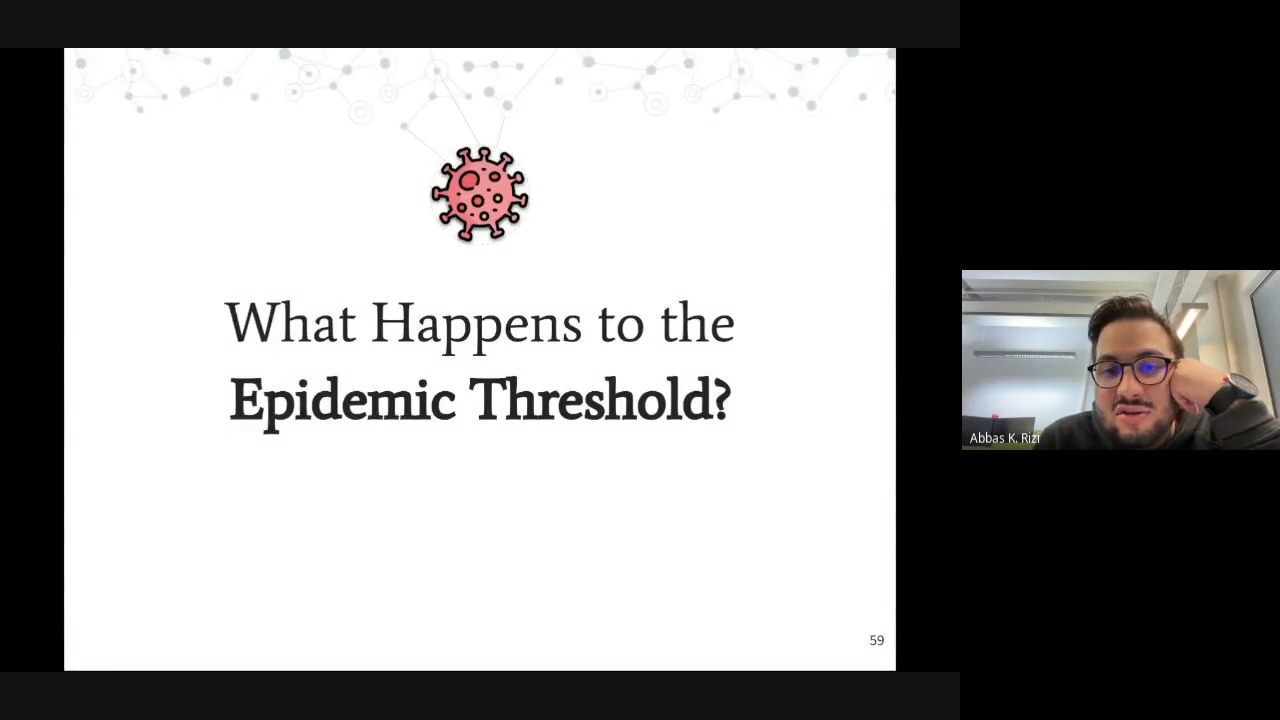 What Happens to the
Epidemic Threshold?
59
Abbas K. Rizi